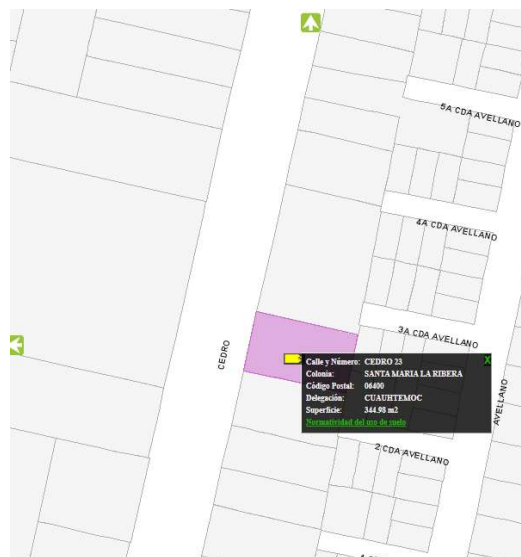 5A CDA AVELLANO
4A CDA AVELLANO
3A CDA AVELLANO
CEDRO
Calle y Número: CEDRO 23
Colonia: SANTA MARIA LA RIBERA
Código Postal: 06400
Delegación: CUAUHTEMOC
Superficie: 344.98 m2
Normatividad del uso de suelo
X
AVELLANO
2 CDA AVELLANO